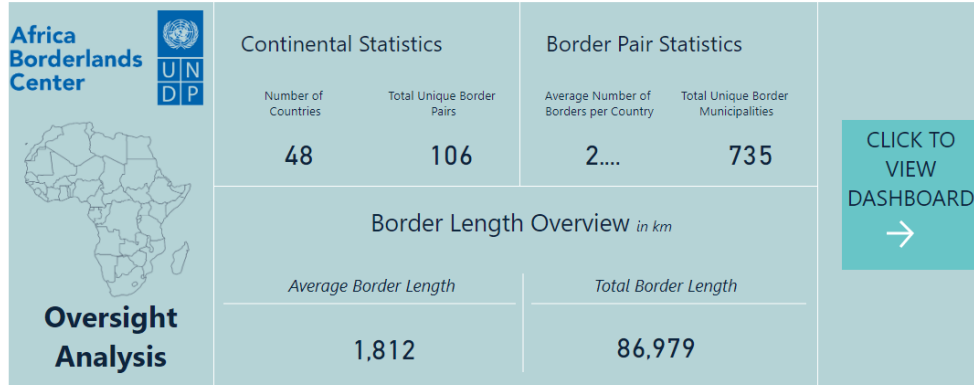 Africa
Borderlands
Center
U N
D P
Oversight
Analysis
Continental Statistics
Number of
Countries
48
Total Unique Border
Pairs
106
Border Pair Statistics
Average Number of
Borders per Country
2....
Total Unique Border
Municipalities
735
Border Length Overview in km
Average Border Length
1,812
Total Border Length
86,979
CLICK TO
VIEW
DASHBOARD